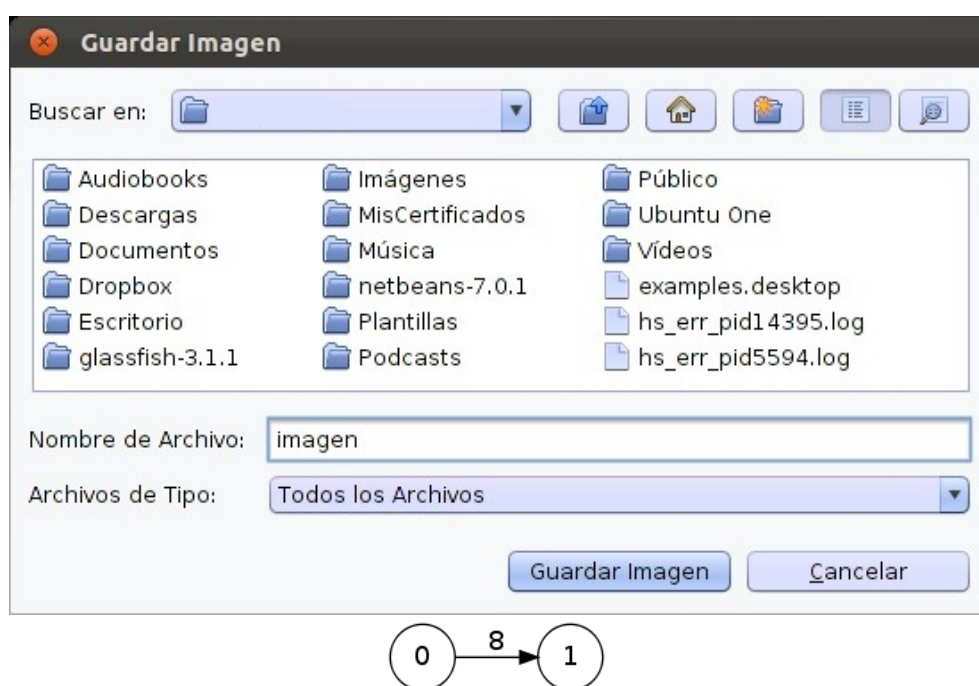 Guardar Imagen
Buscar en:
Audiobooks Imágenes Público
Descargas MisCertificados Ubuntu One
Documentos Música Vídeos
Dropbox netbeans-7.0.1 examples.desktop
Escritorio Plantillas hs_err_pid14395.log
glassfish-3.1.1 Podcasts hs_err_pid5594.log
Nombre de Archivo: imagen
Archivos de Tipo: Todos los Archivos
Guardar Imagen Cancelar
0 8 1